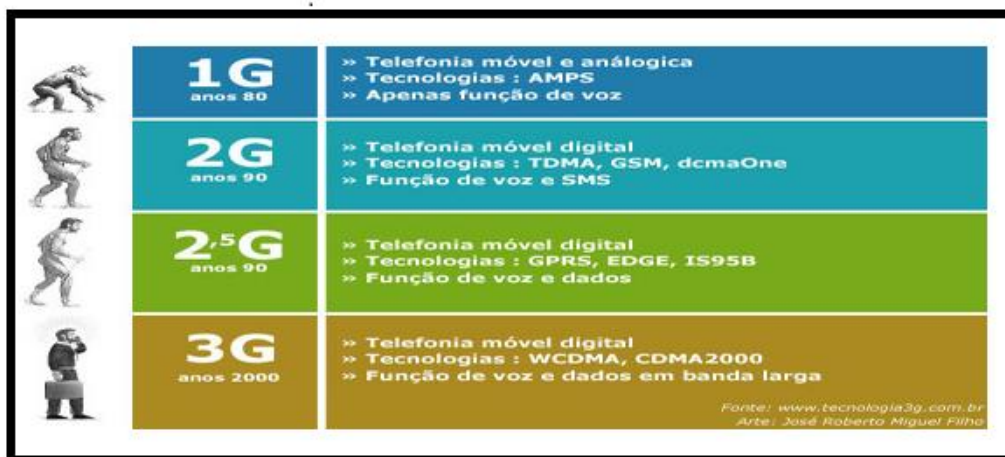 1G
anos 80
» Telefonia móvel e análogica
» Tecnologias : AMPS
» Apenas função de voz
2G
anos 90
» Telefonia móvel digital
» Tecnologias : TDMA, GSM, dcmaOne
» Função de voz e SMS
2,5G
anos 90
» Telefonia móvel digital
» Tecnologias : GPRS, EDGE, IS95B
» Função de voz e dados
3G
anos 2000
» Telefonia móvel digital
» Tecnologias : WCDMA, CDMA2000
» Função de voz e dados em banda larga
Fonte: www.tecnologia3g.com.br
Arte: José Roberto Miguel Filho